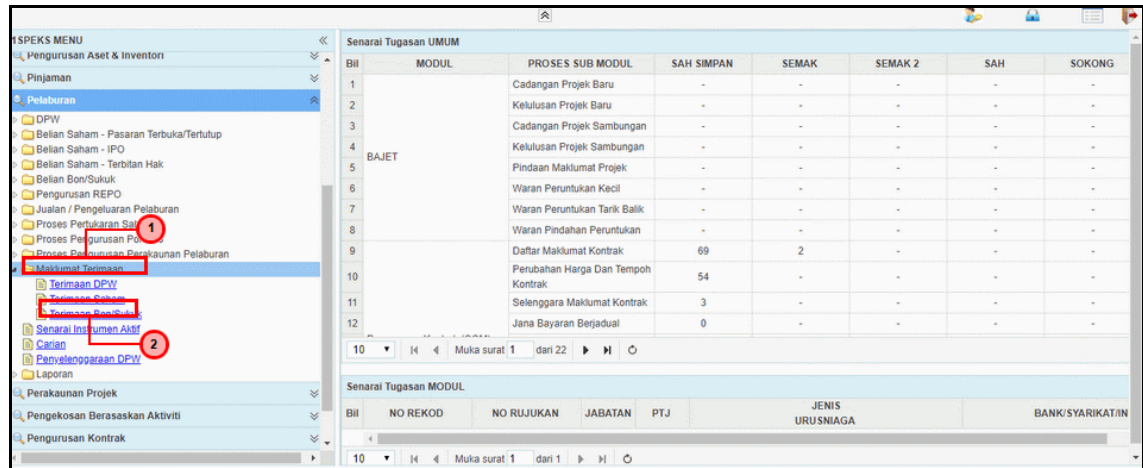 1SPEKS MENU
Pengurusan Aset & Inventori
Pinjaman
Pelaburan
DPW
Belian Saham - Pasaran Terbuka/Tertutup
Belian Saham - IPO
Belian Saham - Terbitan Hak
Belian Bon/Sukuk
Pengurusan REPO
Jualan / Pengeluaran Pelaburan
Proses Pertukaran
1
Proses Pengurusan
Proses Pengurusan Perakaunan Pelaburan
Maklumat Terimaan
Terimaan DPW
Terimaan Saham
Terimaan Bon/Sukuk
Senarai Instrumen Aktif
2
Carian
Penyelenggaraan DPW
Laporan
Perakaunan Projek
Pengekosan Berasaskan Aktiviti
Pengurusan Kontrak
Senarai Tugasan UMUM
Bil MODUL PROSES SUB MODUL SAH SIMPAN SEMAK SEMAK 2 SAH SOKONG
1 Cadangan Projek Baru - - - - -
2 Kelulusan Projek Baru - - - - -
3 Cadangan Projek Sambungan - - - - -
4 Kelulusan Projek Sambungan - - - - -
BAJET
5 Pindaan Maklumat Projek - - - - -
6 Waran Peruntukan Kecil - - - - -
7 Waran Peruntukan Tarik Balik - - - - -
8 Waran Pindahan Peruntukan - - - - -
9 Daftar Maklumat Kontrak 69 2 - - -
10 Perubahan Harga Dan Tempoh
Kontrak 54 - - - -
11 Selenggara Maklumat Kontrak 3 - - - -
12 Jana Bayaran Berjadual 0 - - - -
10 Muka surat 1 dari 22
Senarai Tugasan MODUL
Bil NO REKOD NO RUJUKAN JABATAN PTJ JENIS
URUSNIAGA BANK/SYARIKAT/IN
10 Muka surat 1 dari 1